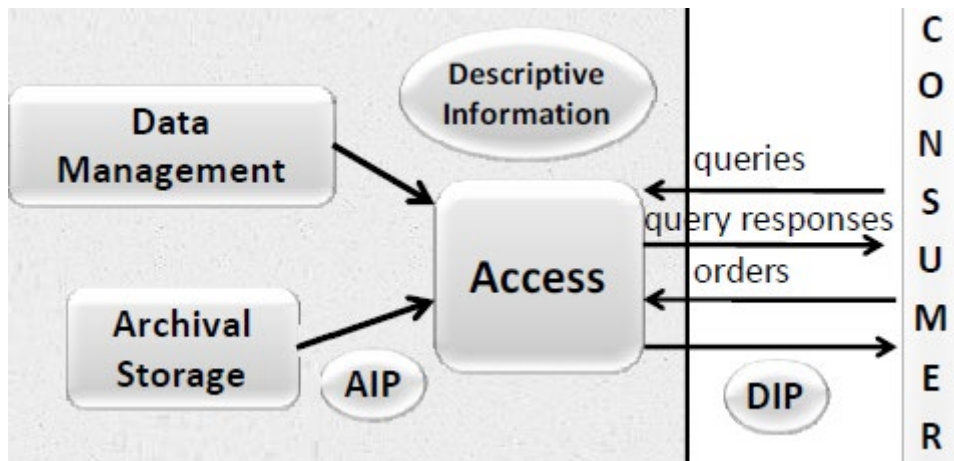 Descriptive
Information
Data
Management
queries
query responses
Access
orders
Archival
Storage
AIP
DIP
C
O
N
S
U
M
E
R